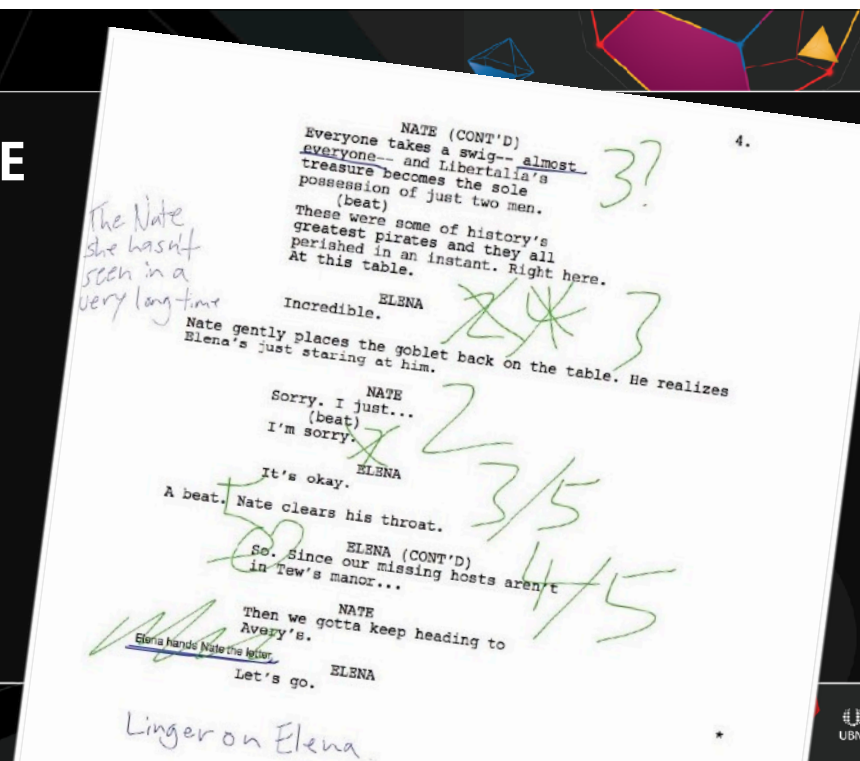 E
4.
NATE (CONT'D)
Everyone takes a swig-- almost
everyone-- and Libertalia's
treasure becomes the sole
possession of just two men.
(beat)
These were some of history's
greatest pirates and they all
perished in an instant. Right here.
At this table.
3?
The Nate
she hasn't
seen in a
very long time
ELENA
Incredible.
3
Nate gently places the goblet back on the table. He realizes
Elena's just staring at him.
NATE
Sorry. I just...
(beat)
I'm sorry.
2
ELENA
It's okay.
3/5
A beat. Nate clears his throat.
ELENA (CONT'D)
So. Since our missing hosts aren't
in Tew's manor...
4/5
NATE
Then we gotta keep heading to
Avery's.
Elena hands Nate the letter.
ELENA
Let's go.
*
Linger on Elena.
UBN